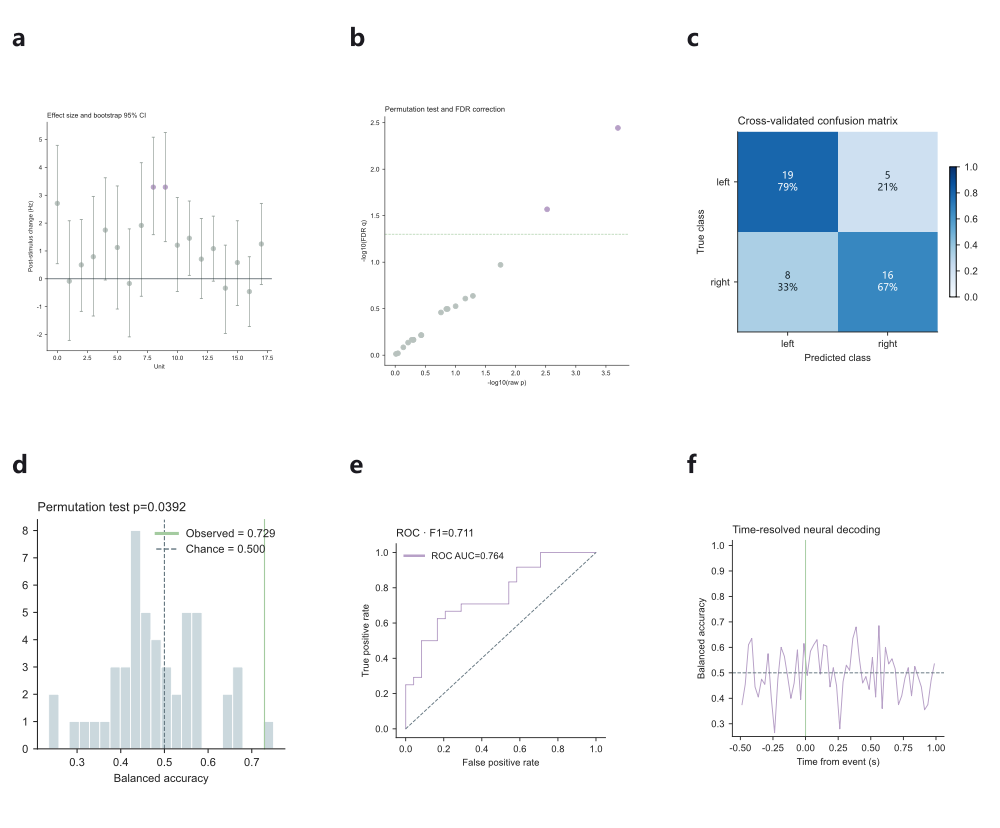 a
Effect size and bootstrap 95% CI
Post-stimulus change (Hz)
5
4
3
2
1
0
-1
-2
0.0 2.5 5.0 7.5 10.0 12.5 15.0 17.5
Unit
b
Permutation test and FDR correction
-log10(FDR q)
2.5
2.0
1.5
1.0
0.5
0.0
0.0 0.5 1.0 1.5 2.0 2.5 3.0 3.5
-log10(raw p)
c
Cross-validated confusion matrix
True class
left
right
19
79%
5
21%
8
33%
16
67%
left right
Predicted class
1.0
0.8
0.6
0.4
0.2
0.0
d
Permutation test p=0.0392
Observed = 0.729
Chance = 0.500
8
7
6
5
4
3
2
1
0
0.3 0.4 0.5 0.6 0.7
Balanced accuracy
e
ROC · F1=0.711
ROC AUC=0.764
True positive rate
1.0
0.8
0.6
0.4
0.2
0.0
0.0 0.2 0.4 0.6 0.8 1.0
False positive rate
f
Time-resolved neural decoding
Balanced accuracy
1.0
0.9
0.8
0.7
0.6
0.5
0.4
0.3
-0.50 -0.25 0.00 0.25 0.50 0.75 1.00
Time from event (s)